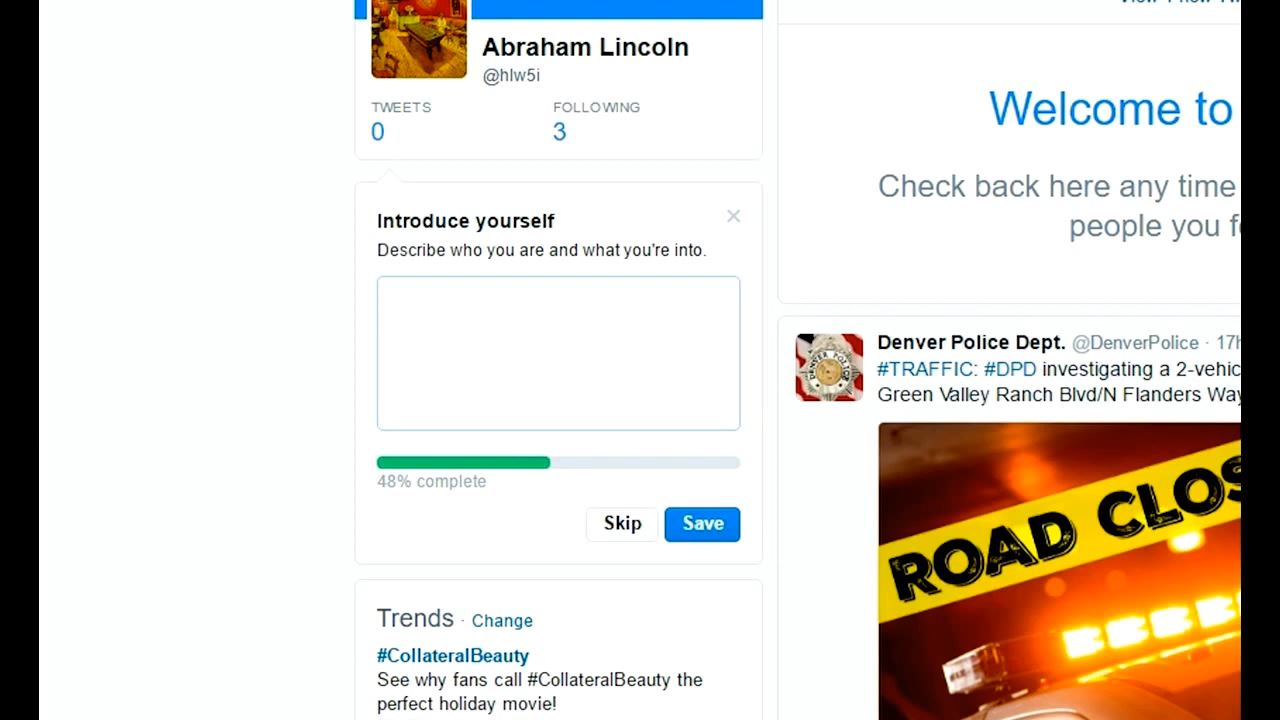 Abraham Lincoln
@hlw5i
TWEETS
FOLLOWING
0
3
Introduce yourself
Describe who you are and what you're into.
48% complete
Skip
Save
Trends · Change
#CollateralBeauty
See why fans call #CollateralBeauty the
perfect holiday movie!
Welcome to
Check back here any time
people you f
Denver Police Dept. @DenverPolice · 17h
#TRAFFIC: #DPD investigating a 2-vehic
Green Valley Ranch Blvd/N Flanders Way
ROAD CLOS
DENVER POLICE